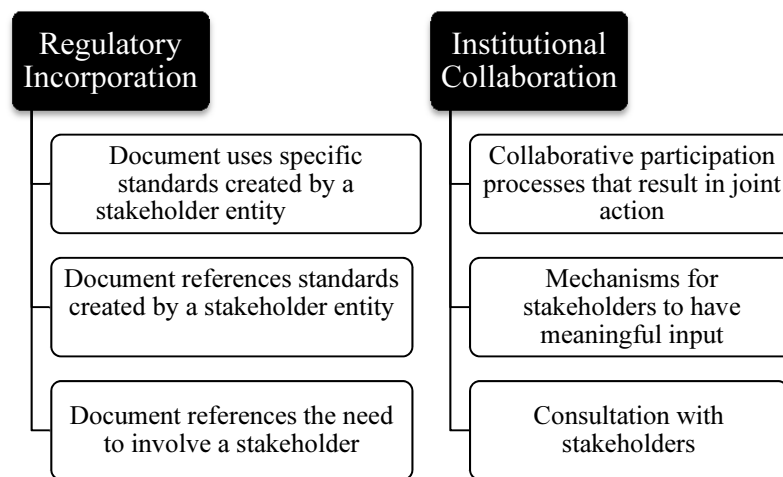 Regulatory
Incorporation
Document uses specific
standards created by a
stakeholder entity
Document references standards
created by a stakeholder entity
Document references the need
to involve a stakeholder
Institutional
Collaboration
Collaborative participation
processes that result in joint
action
Mechanisms for
stakeholders to have
meaningful input
Consultation with
stakeholders